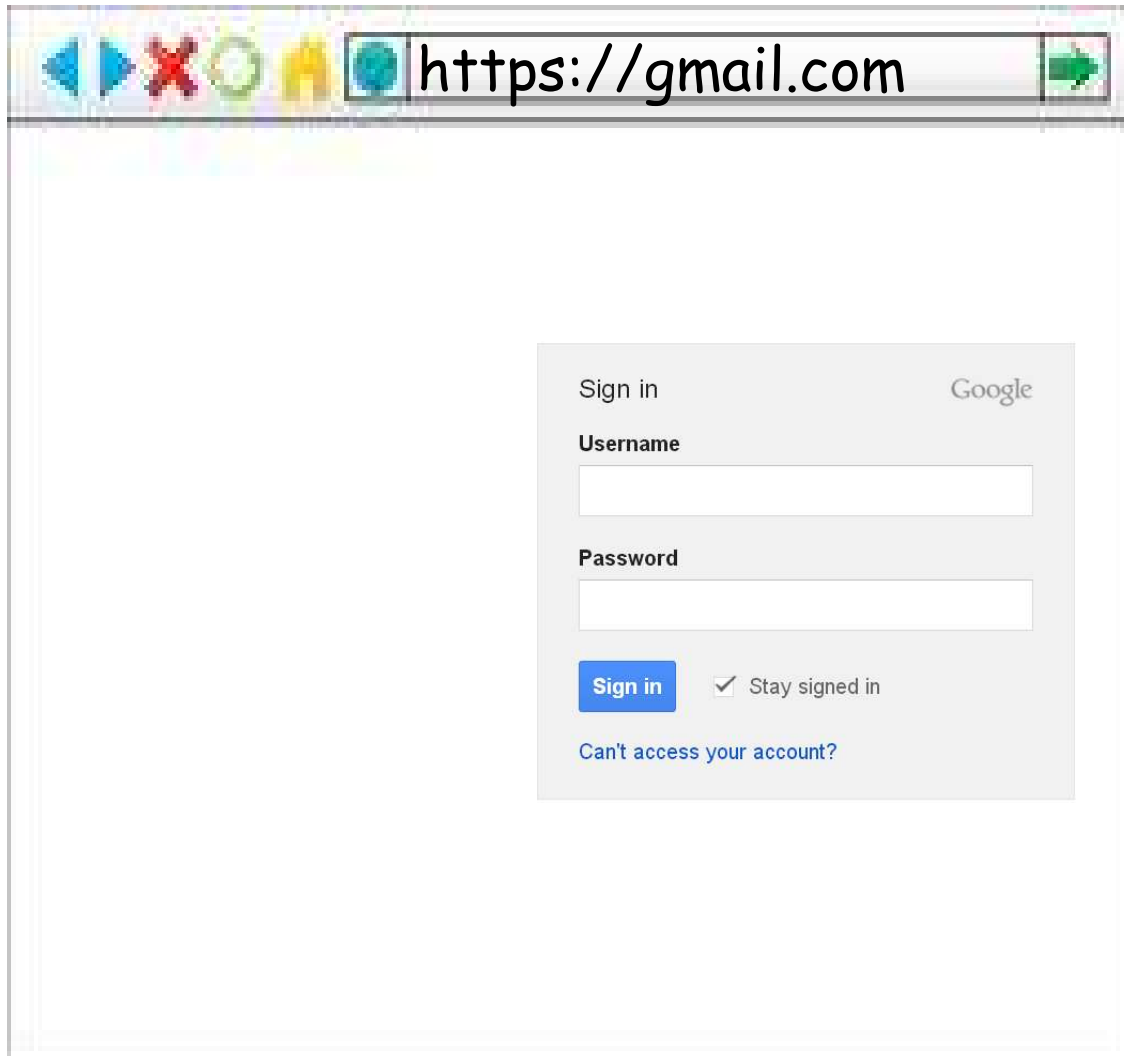 https://gmail.com
Sign in Google
Username
Password
Sign in Stay signed in
Can't access your account?